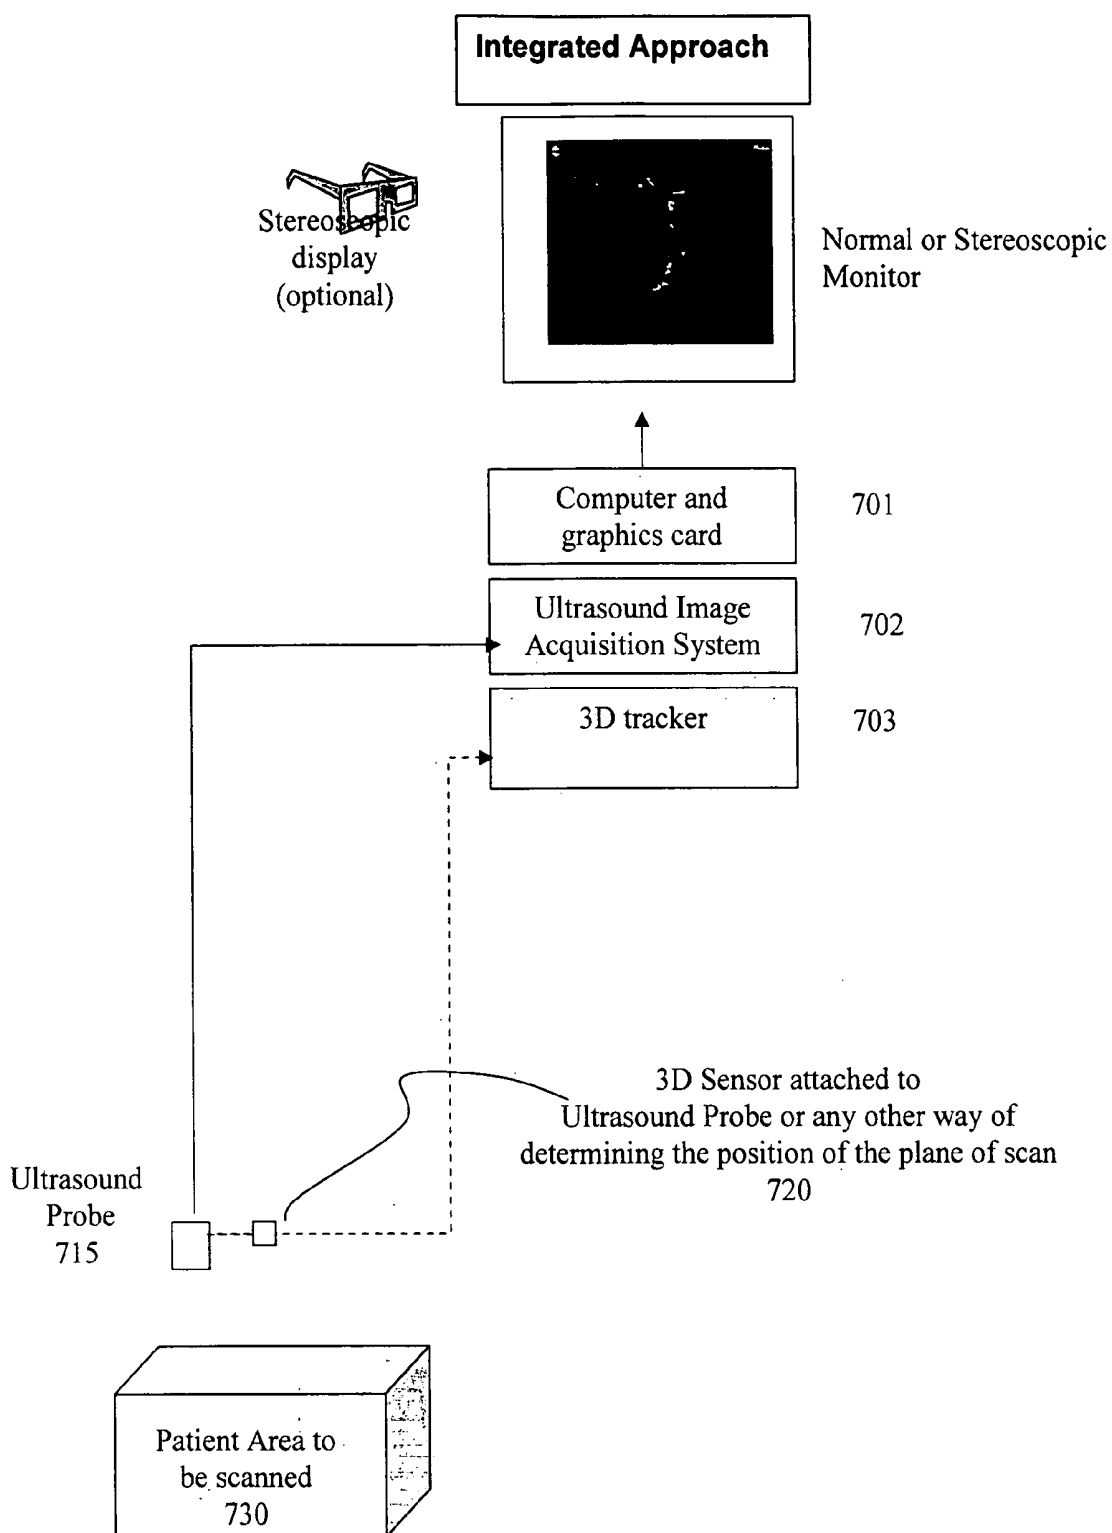 Integrated Approach
Stereoscopic
display
(optional)
Normal or Stereoscopic
Monitor
Computer and
graphics card
701
Ultrasound Image
Acquisition System
702
3D tracker
703
3D Sensor attached to
Ultrasound Probe or any other way of
determining the position of the plane of scan
720
Ultrasound
Probe
715
Patient Area to
be scanned
730